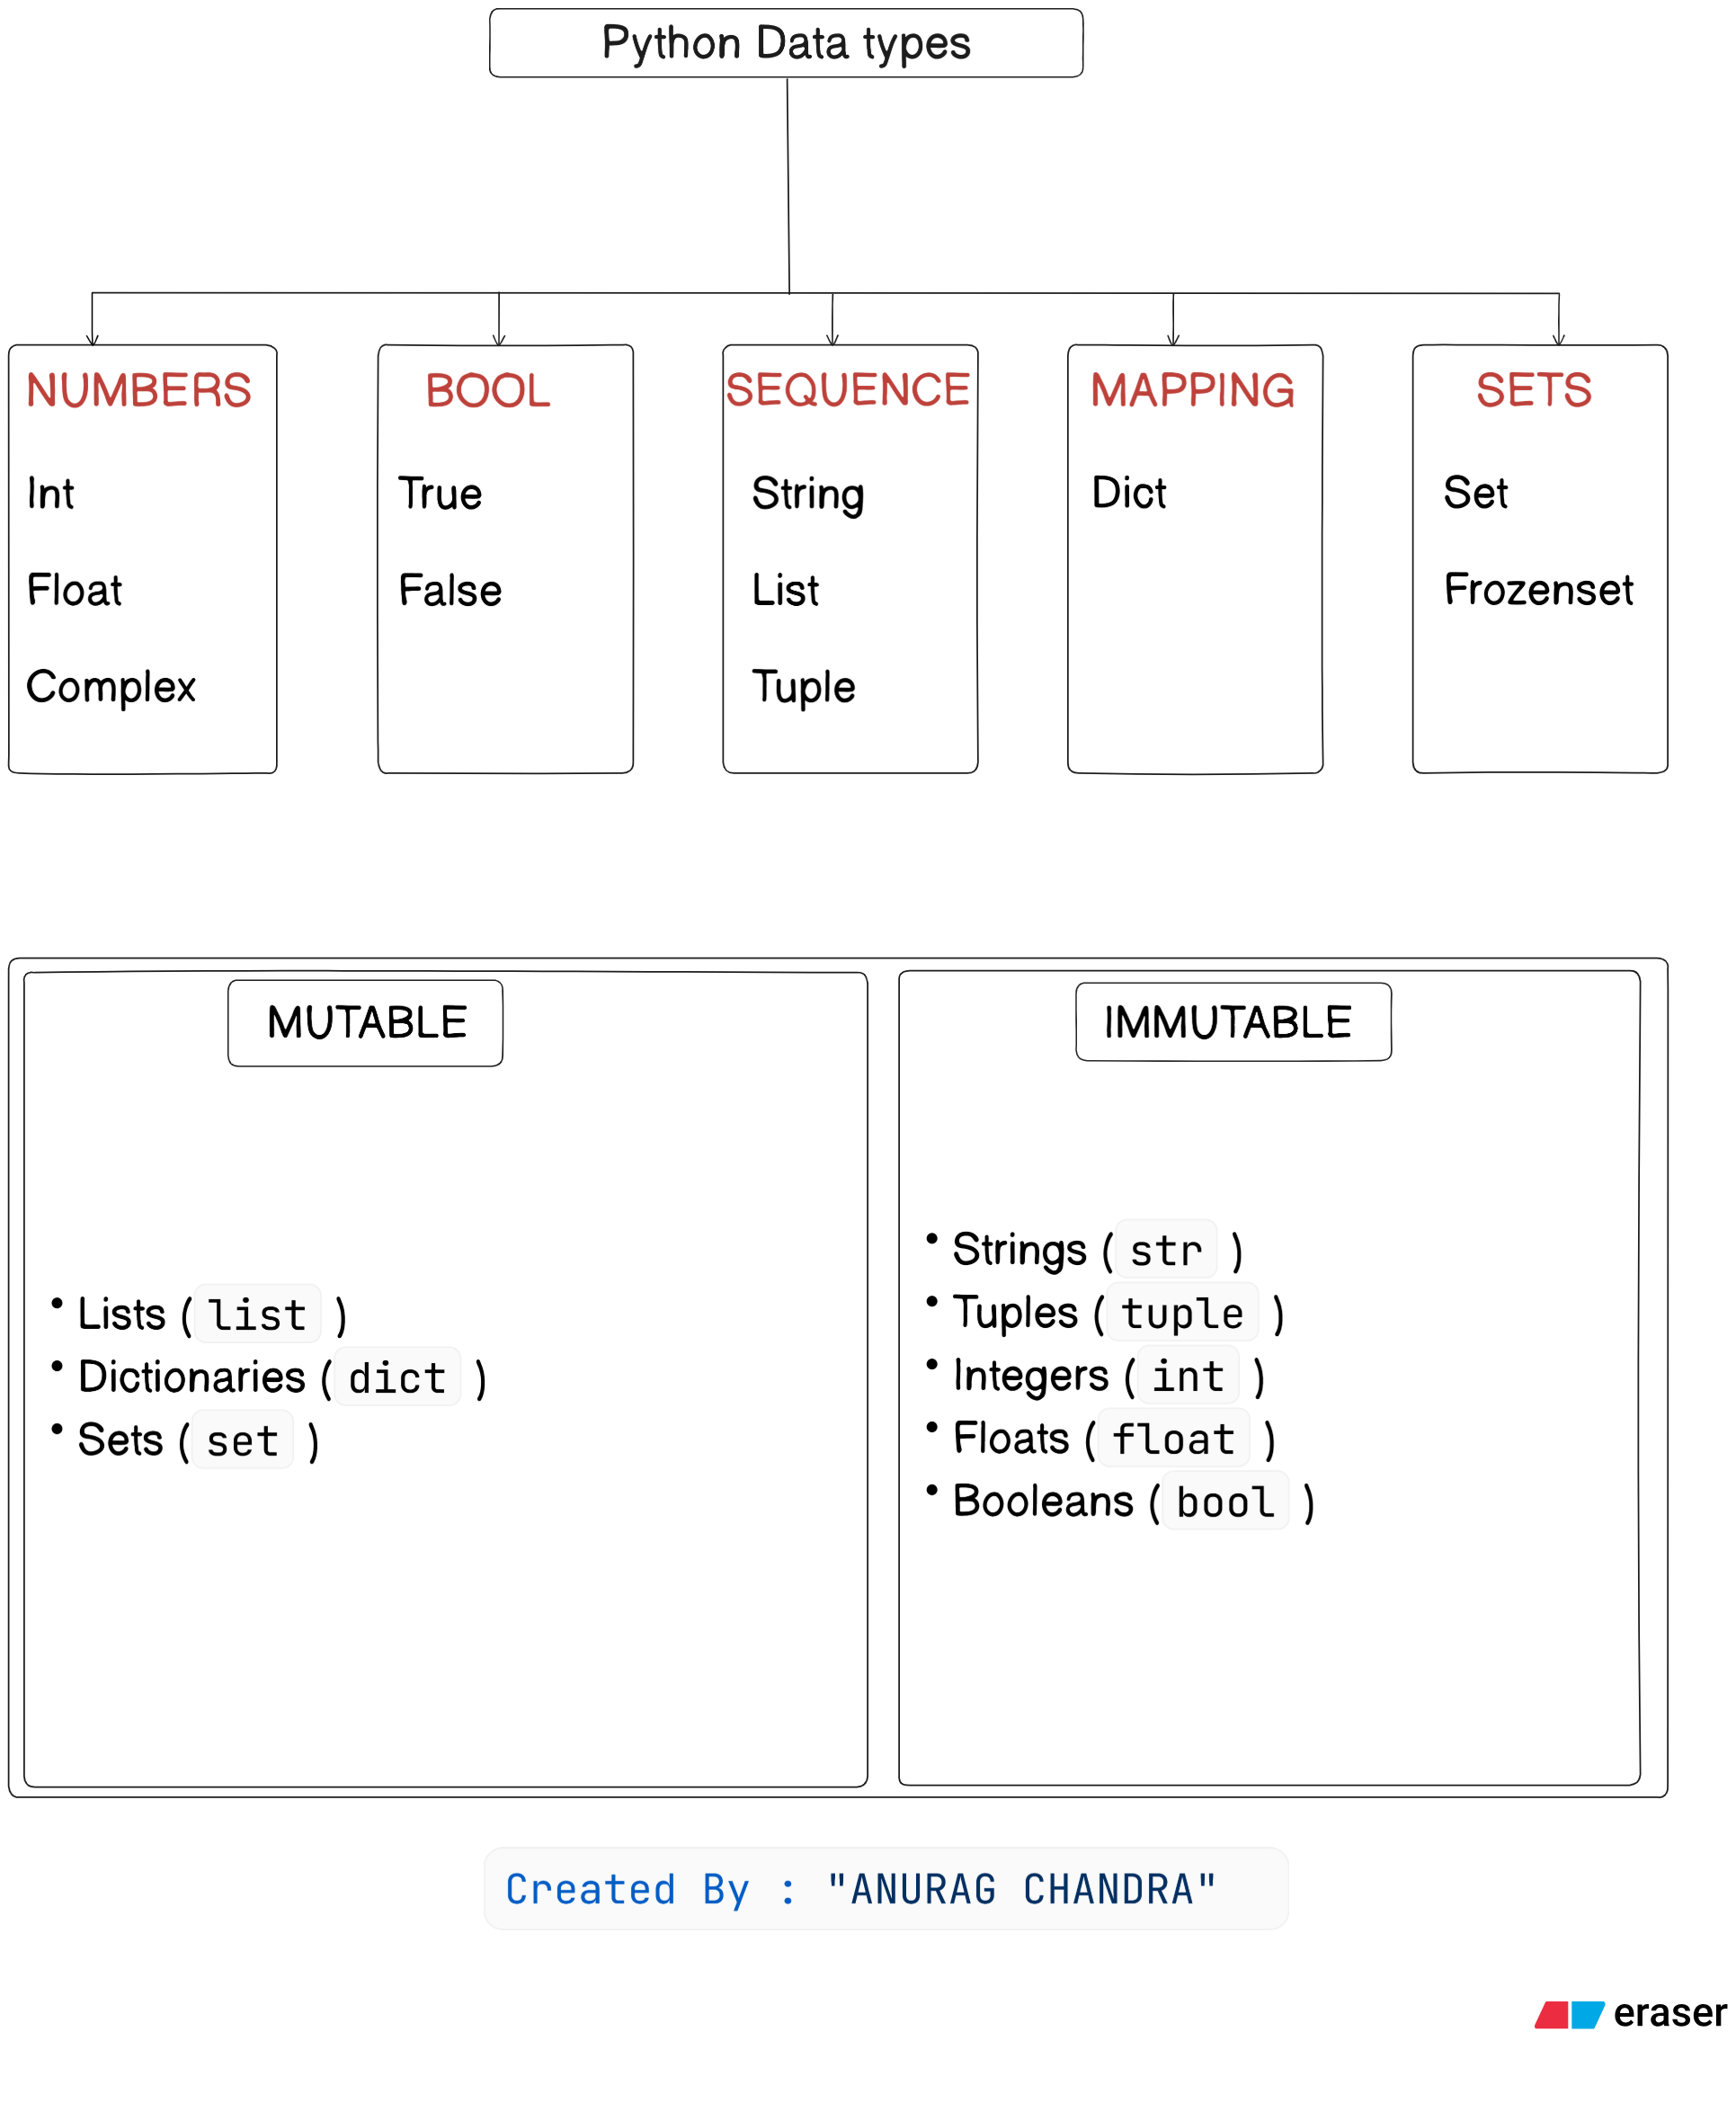 Python Data types
NUMBERS
Int
Float
Complex
BOOL
True
False
SEQUENCE
String
List
Tuple
MAPPING
Dict
SETS
Set
Frozenset
MUTABLE
• Lists ( list )
• Dictionaries ( dict )
• Sets ( set )
IMMUTABLE
• Strings ( str )
• Tuples ( tuple )
• Integers ( int )
• Floats ( float )
• Booleans ( bool )
Created By : "ANURAG CHANDRA"
eraser